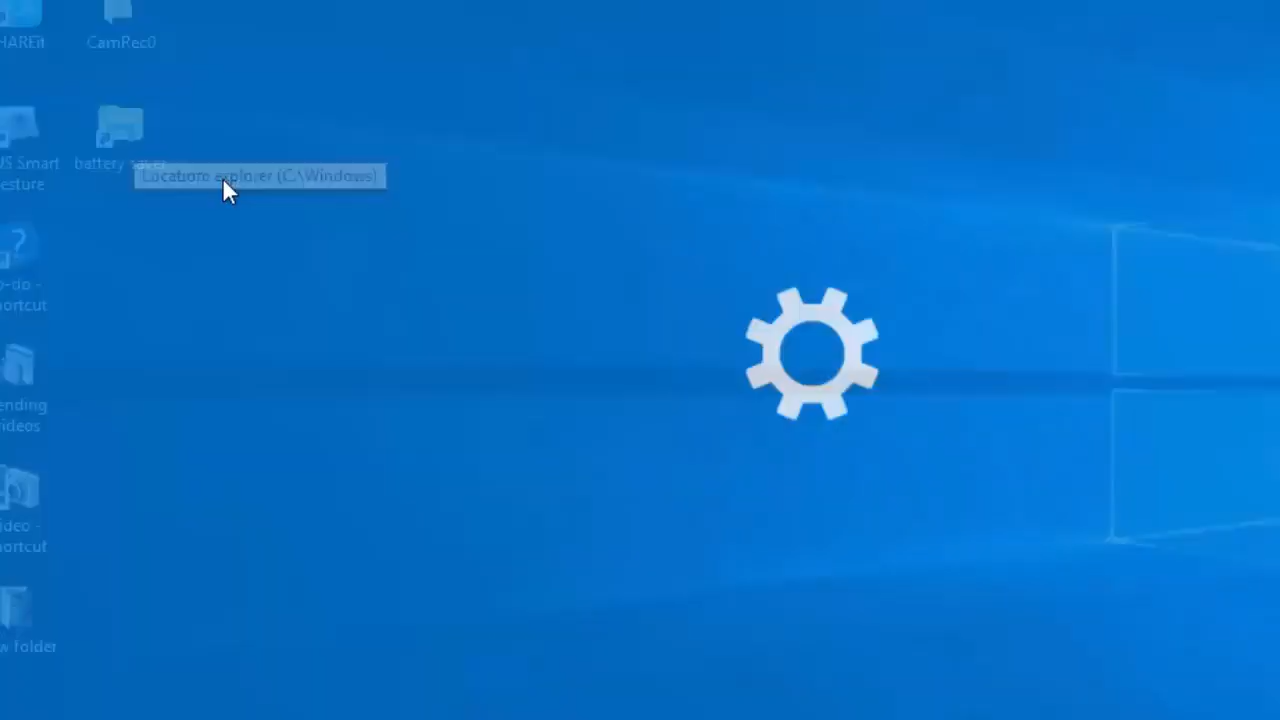 HAREit
CamRec0
US Smart
esture
battery saver
Location: explorer (C:\Windows)
o-do -
ortcut
ending
ideos
ideo -
ortcut
w folder